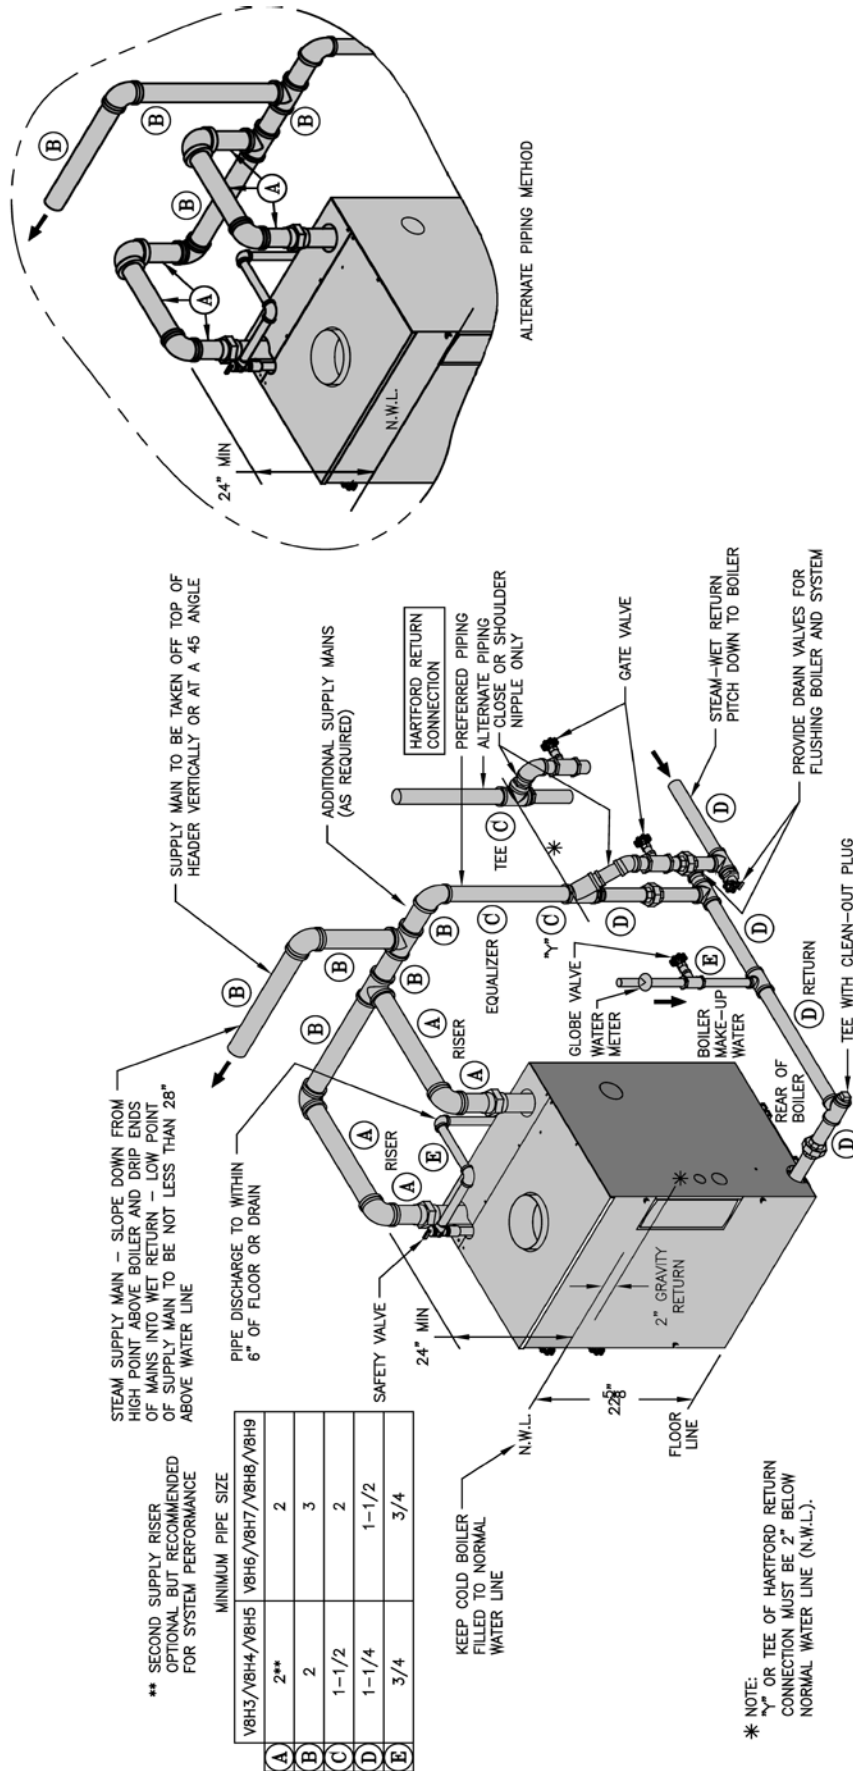 STEAM SUPPLY MAIN – SLOPE DOWN FROM
HIGH POINT ABOVE BOILER AND DRIP ENDS
OF MAINS INTO WET RETURN – LOW POINT
OF SUPPLY MAIN TO BE NOT LESS THAN 28"
ABOVE WATER LINE
SUPPLY MAIN TO BE TAKEN OFF TOP OF
HEADER VERTICALLY OR AT A 45 ANGLE
** SECOND SUPPLY RISER
OPTIONAL BUT RECOMMENDED
FOR SYSTEM PERFORMANCE
MINIMUM PIPE SIZE
V8H3/V8H4/V8H5 V8H6/V8H7/V8H8/V8H9
A 2** 2
B 2 3
C 1-1/2 2
D 1-1/4 1-1/2
E 3/4 3/4
PIPE DISCHARGE TO WITHIN
6" OF FLOOR OR DRAIN
ADDITIONAL SUPPLY MAINS
(AS REQUIRED)
HARTFORD RETURN
CONNECTION
PREFERRED PIPING
ALTERNATE PIPING
CLOSE OR SHOULDER
NIPPLE ONLY
GATE VALVE
STEAM-WET RETURN
PITCH DOWN TO BOILER
PROVIDE DRAIN VALVES FOR
FLUSHING BOILER AND SYSTEM
TEE WITH CLEAN-OUT PLUG
SAFETY VALVE
24" MIN
B
B
B
B
B
A
RISER
A
A
RISER
A
E
EQUALIZER C
TEE C
*
"Y"
C
D
GLOBE VALVE
WATER
METER
E
BOILER
MAKE-UP
WATER
D
D
D RETURN
D
REAR OF
BOILER
KEEP COLD BOILER
FILLED TO NORMAL
WATER LINE
N.W.L.
22 5/8"
FLOOR
LINE
2" GRAVITY
RETURN
*
* NOTE:
"Y" OR TEE OF HARTFORD RETURN
CONNECTION MUST BE 2" BELOW
NORMAL WATER LINE (N.W.L.).
B
B
B
B
A
A
24" MIN
N.W.L.
ALTERNATE PIPING METHOD